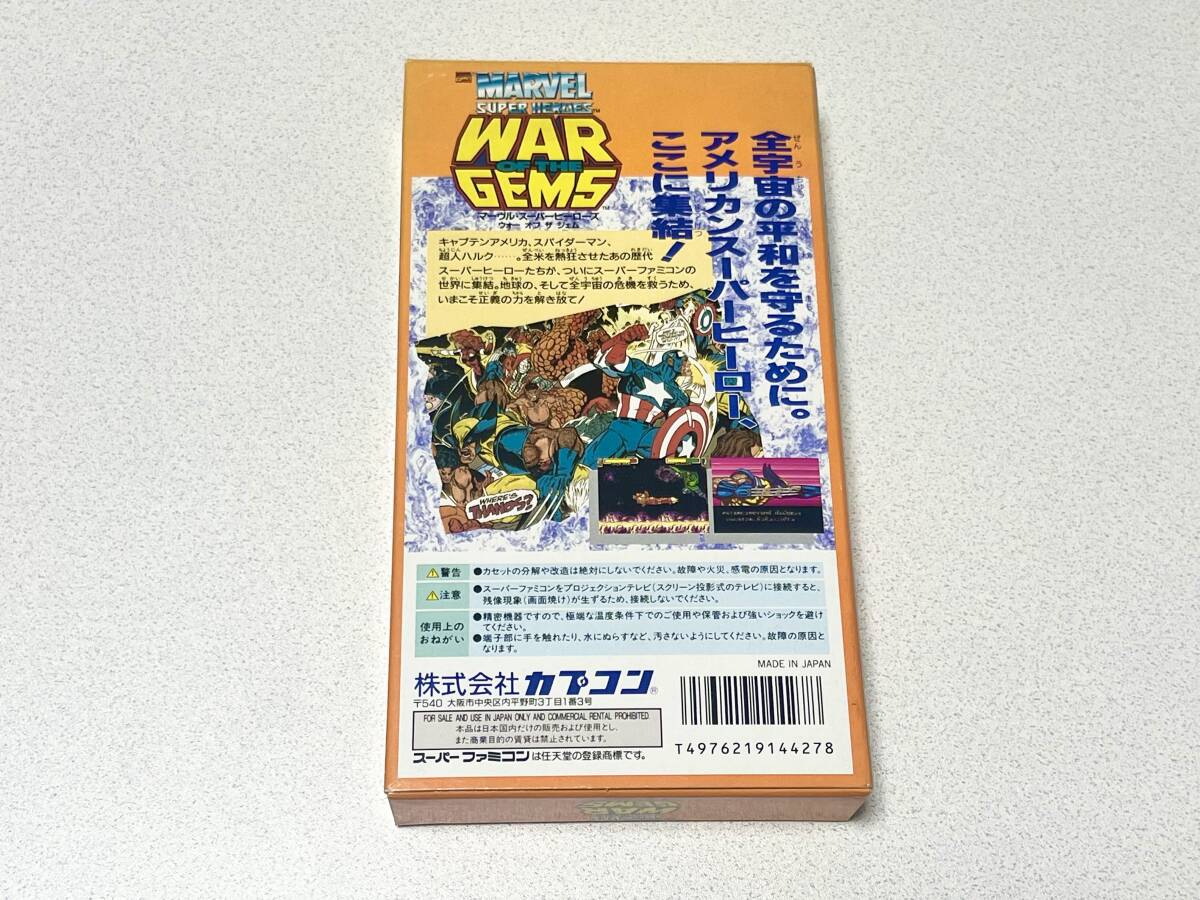 MARVEL
SUPER HEROES™
WAR
OF THE
GEMS™
マーヴル・スーパーヒーローズ
ウォー オブ ザ ジェム
全宇宙の平和を守るために。
アメリカンスーパーヒーロー、
ここに集結!
キャプテンアメリカ、スパイダーマン、
超人ハルク……。全米を熱狂させたあの歴代
スーパーヒーローたちが、ついにスーパーファミコンの
世界に集結。地球の、そして全宇宙の危機を救うため、
いまこそ正義の力を解き放て!
WHERE'S
THANOS?
警告
●カセットの分解や改造は絶対にしないでください。故障や火災、感電の原因となります。
注意
●スーパーファミコンをプロジェクションテレビ(スクリーン投影式のテレビ)に接続すると、
残像現象(画面焼け)が生ずるため、接続しないでください。
使用上の
おねがい
●精密機器ですので、極端な温度条件下でのご使用や保管および強いショックを避け
てください。
●端子部に手を触れたり、水にぬらすなど、汚さないようにしてください。故障の原因と
なります。
MADE IN JAPAN
株式会社カプコン®
〒540 大阪市中央区内平野町3丁目1番3号
FOR SALE AND USE IN JAPAN ONLY AND COMMERCIAL RENTAL PROHIBITED.
本品は日本国内だけの販売および使用とし、
また商業目的の賃貸は禁止されています。
スーパーファミコンは任天堂の登録商標です。
T4976219144278
WAR
GEMS